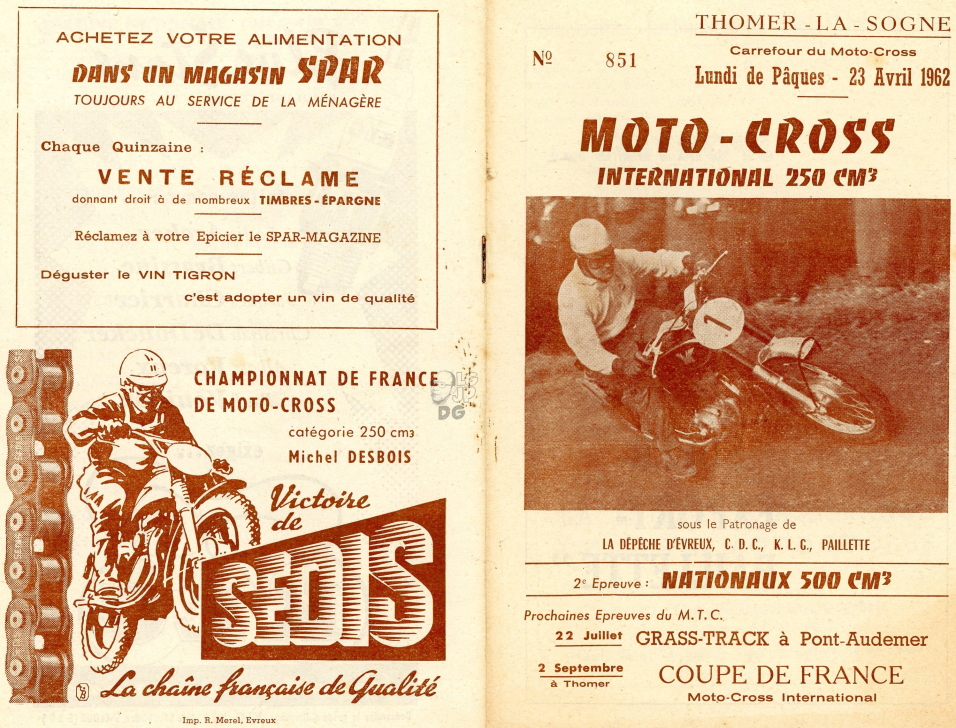 ACHETEZ VOTRE ALIMENTATION
DANS UN MAGASIN SPAR
TOUJOURS AU SERVICE DE LA MÉNAGÈRE
Chaque Quinzaine :
VENTE RÉCLAME
donnant droit à de nombreux TIMBRES-ÉPARGNE
Réclamez à votre Epicier le SPAR-MAGAZINE
Déguster le VIN TIGRON
c'est adopter un vin de qualité
CHAMPIONNAT DE FRANCE
DE MOTO-CROSS
catégorie 250 cm3
Michel DESBOIS
Victoire
de
SEDIS
La chaîne française de Qualité
Imp. R. Merel, Evreux
DG
THOMER-LA-SOGNE
Carrefour du Moto-Cross
Nº 851
Lundi de Pâques - 23 Avril 1962
MOTO-CROSS
INTERNATIONAL 250 CM³
1
sous le Patronage de
LA DÉPÊCHE D'ÉVREUX, C. D. C., K. L. G., PAILLETTE
2e Epreuve : NATIONAUX 500 CM³
Prochaines Epreuves du M.T.C.
22 Juillet GRASS-TRACK à Pont-Audemer
2 Septembre
à Thomer
COUPE DE FRANCE
Moto-Cross International